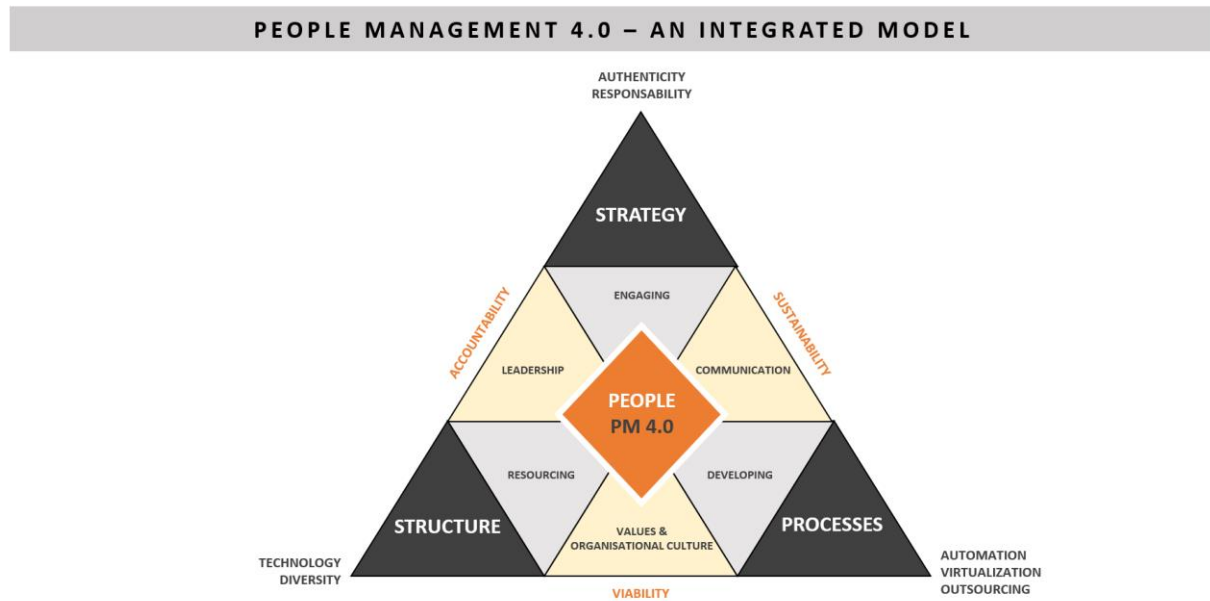 PEOPLE MANAGEMENT 4.0 – AN INTEGRATED MODEL
AUTHENTICITY
RESPONSABILITY
STRATEGY
ENGAGING
ACCOUNTABILITY
SUSTAINABILITY
LEADERSHIP
COMMUNICATION
PEOPLE
PM 4.0
RESOURCING
DEVELOPING
STRUCTURE
VALUES &
ORGANISATIONAL CULTURE
PROCESSES
TECHNOLOGY
DIVERSITY
VIABILITY
AUTOMATION
VIRTUALIZATION
OUTSOURCING